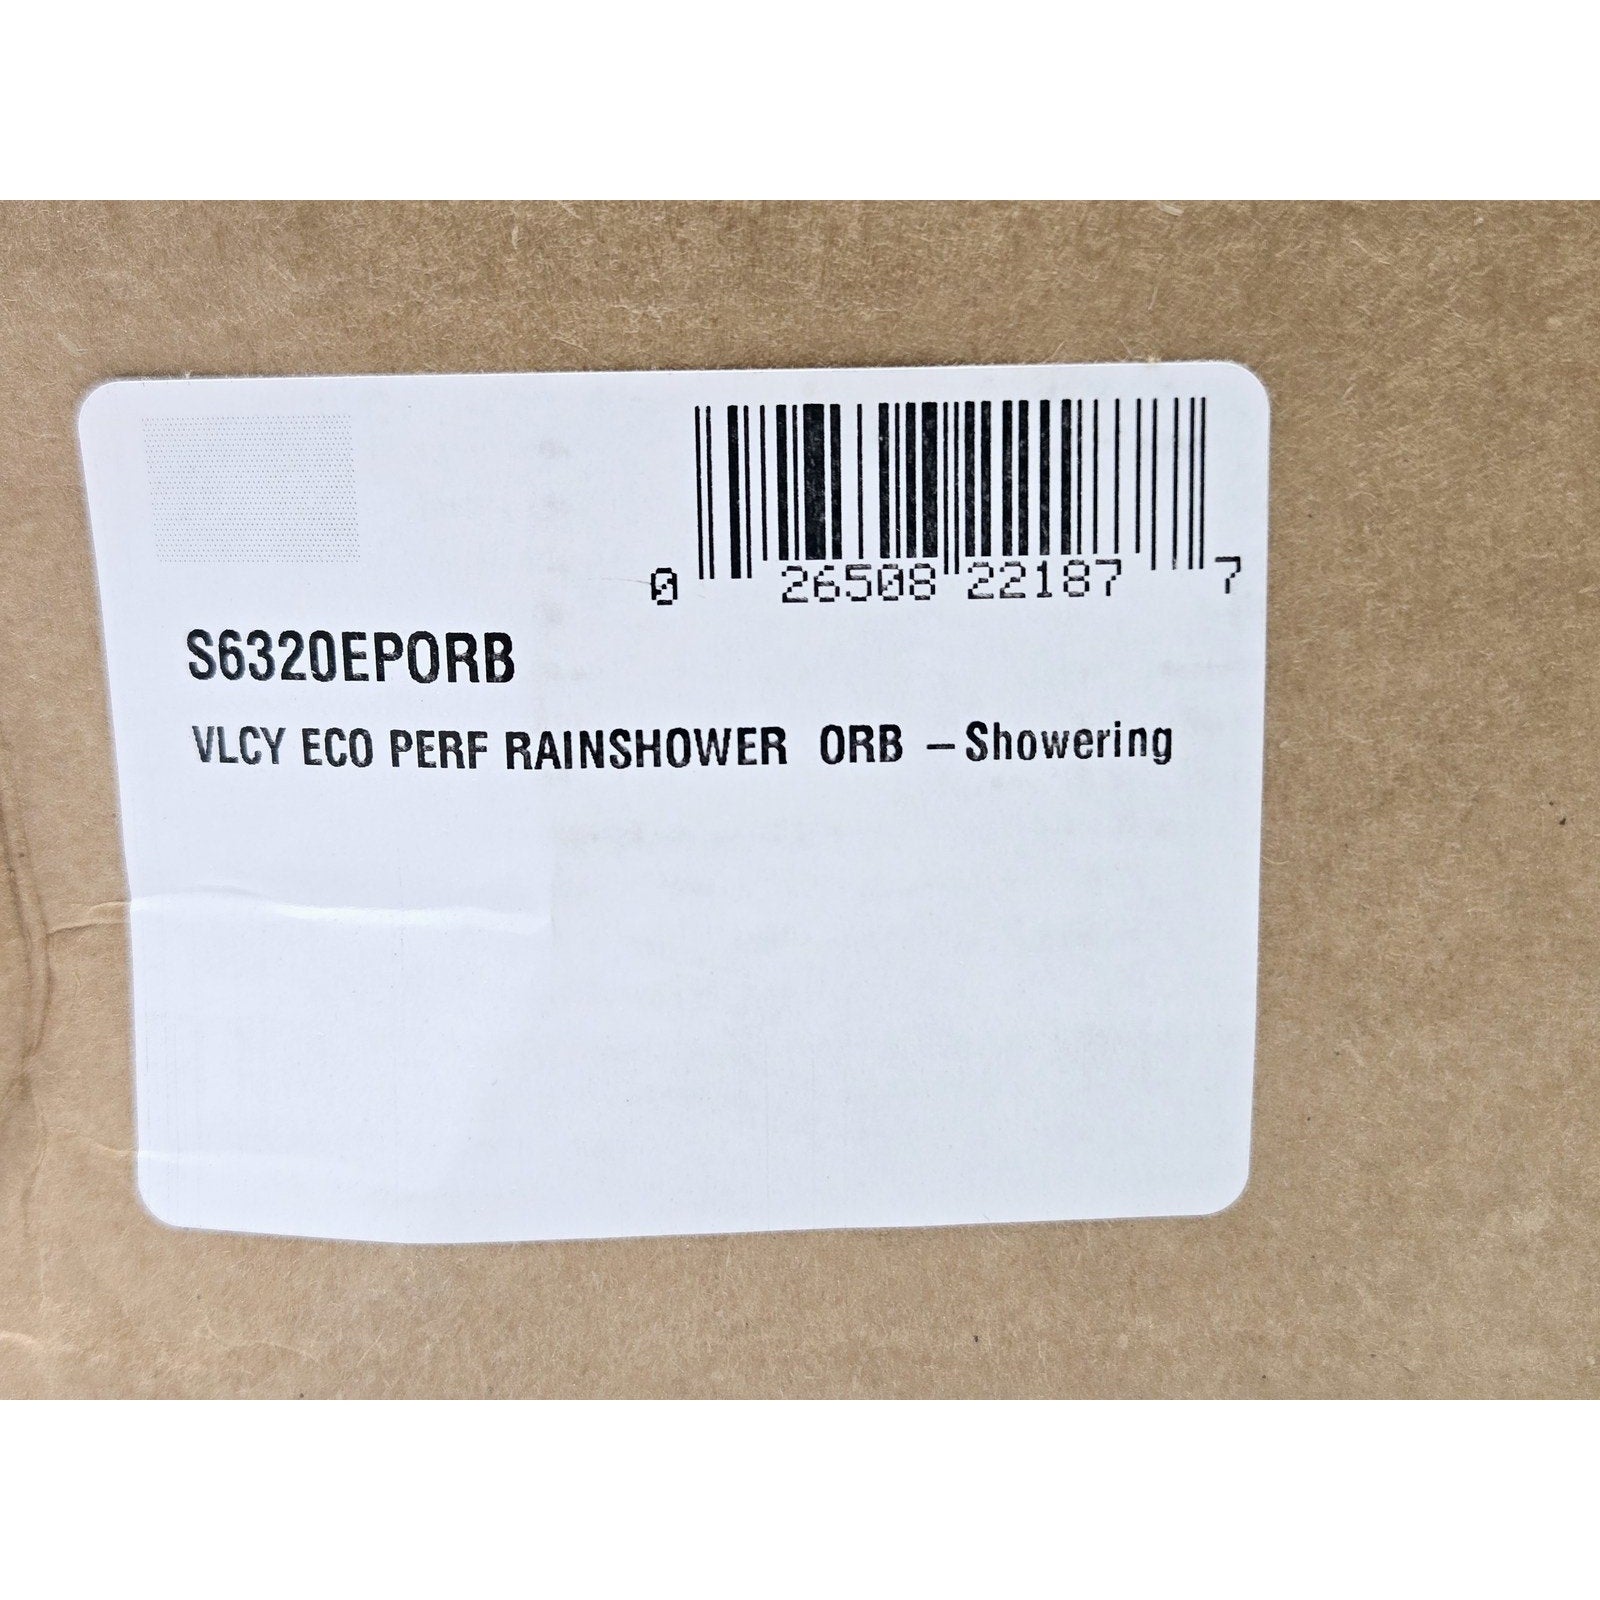 0 26508 22187 7
S6320EPORB
VLCY ECO PERF RAINSHOWER ORB –Showering